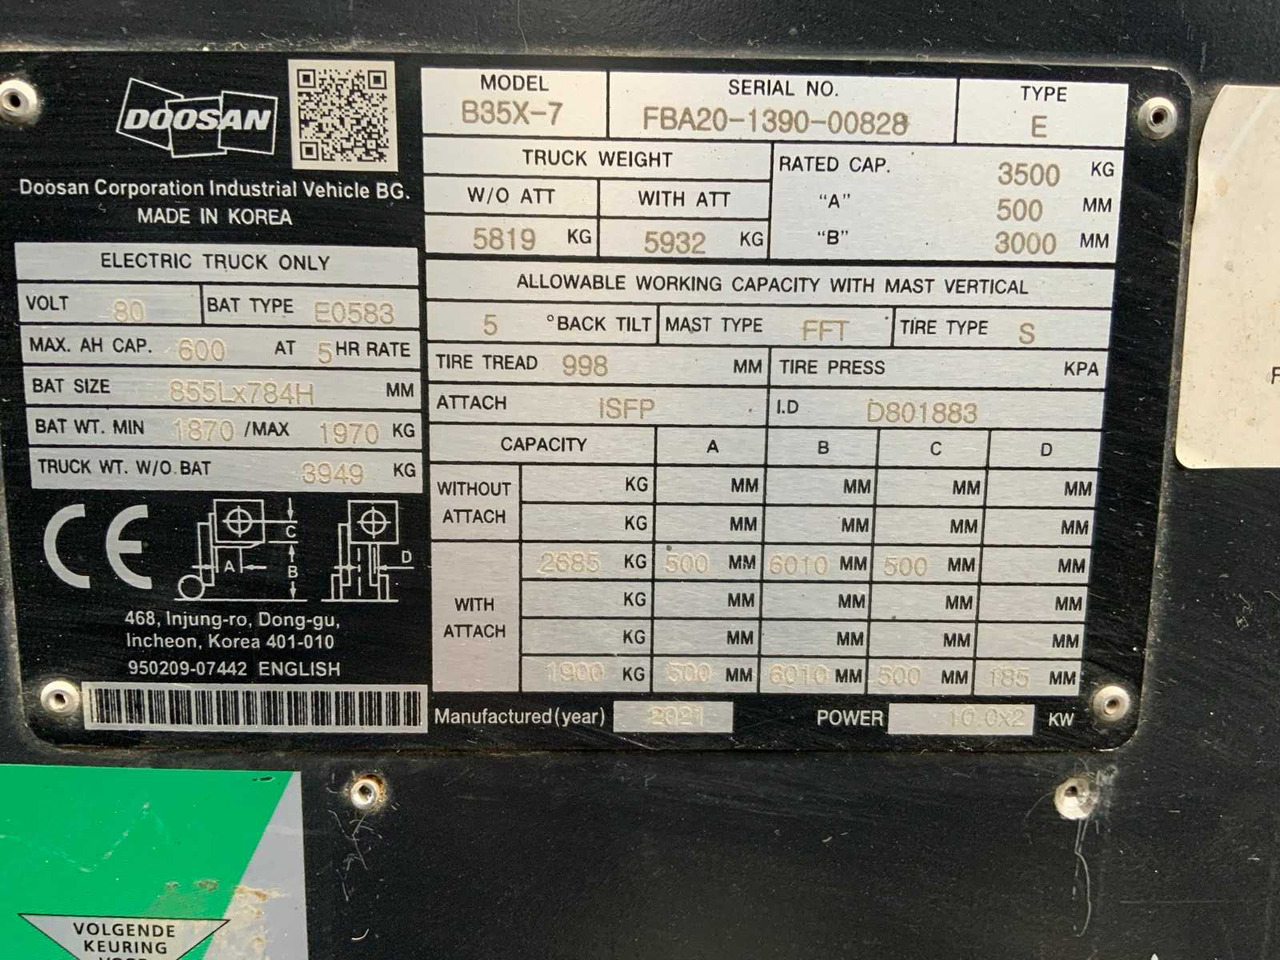 DOOSAN
Doosan Corporation Industrial Vehicle BG.
MADE IN KOREA
ELECTRIC TRUCK ONLY
VOLT 80 BAT TYPE E0583
MAX. AH CAP. 600 AT 5 HR RATE
BAT SIZE 855Lx784H MM
BAT WT. MIN 1870 /MAX 1970 KG
TRUCK WT. W/O BAT 3949 KG
CE
C
A B D
468, Injung-ro, Dong-gu,
Incheon, Korea 401-010
950209-07442 ENGLISH
MODEL SERIAL NO. TYPE
B35X-7 FBA20-1390-00828 E
TRUCK WEIGHT
W/O ATT WITH ATT
5819 KG 5932 KG
RATED CAP. 3500 KG
"A" 500 MM
"B" 3000 MM
ALLOWABLE WORKING CAPACITY WITH MAST VERTICAL
5 °BACK TILT MAST TYPE FFT TIRE TYPE S
TIRE TREAD 998 MM TIRE PRESS KPA
ATTACH ISFP I.D D801883
CAPACITY A B C D
WITHOUT ATTACH
KG MM MM MM MM
KG MM MM MM MM
WITH ATTACH
2685 KG 500 MM 6010 MM 500 MM MM
KG MM MM MM MM
KG MM MM MM MM
1900 KG 500 MM 6010 MM 500 MM 185 MM
Manufactured (year) 2021 POWER 10.0x2 KW
VOLGENDE
KEURING
F